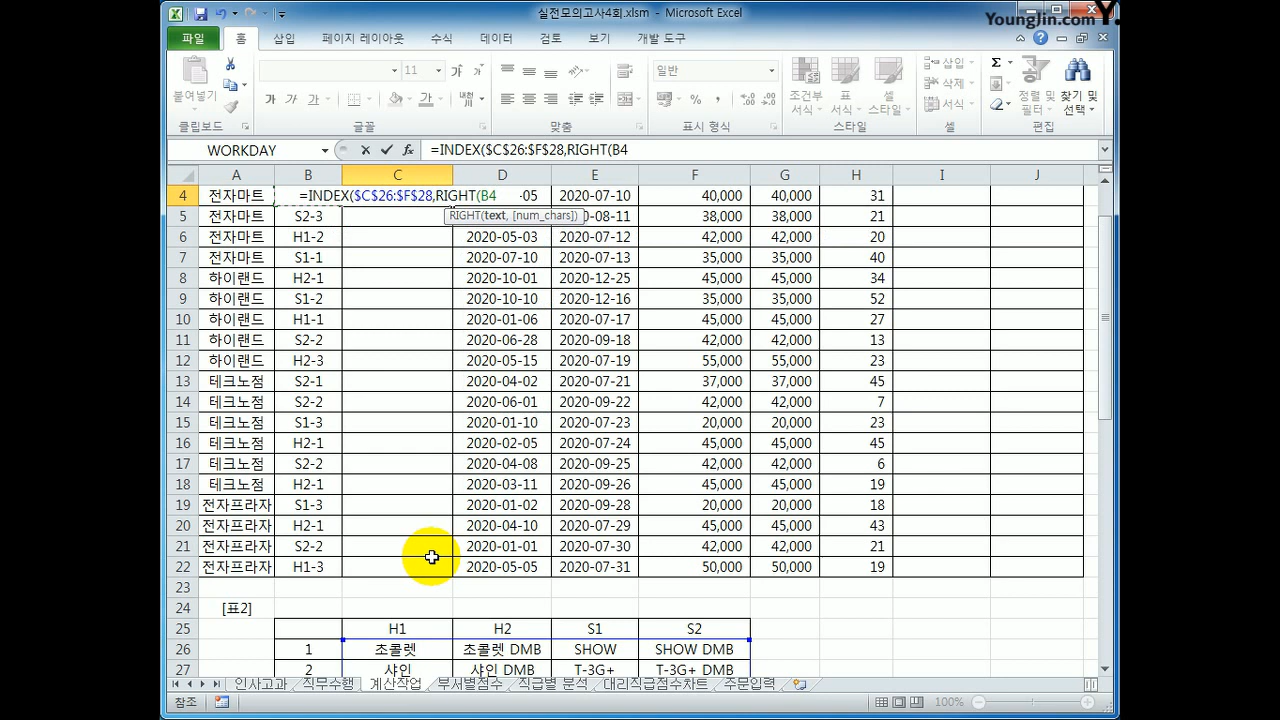 실전모의고사4회.xlsm - Microsoft Excel
YoungJin.com Y.
파일 홈 삽입 페이지 레이아웃 수식 데이터 검토 보기 개발 도구
붙여넣기 11 가 가 가 가 가 내천 일반 % , 조건부 서식 표 서식 셀 스타일 삽입 삭제 서식 Σ 정렬 및 필터 찾기 및 선택
클립보드 글꼴 맞춤 표시 형식 스타일 셀 편집
WORKDAY fx =INDEX($C$26:$F$28,RIGHT(B4
A B C D E F G H I J
4 전자마트 =INDEX($C$26:$F$28,RIGHT(B4 -05 2020-07-10 40,000 40,000 31
RIGHT(text, [num_chars])
5 전자마트 S2-3 0-08-11 38,000 38,000 21
6 전자마트 H1-2 2020-05-03 2020-07-12 42,000 42,000 20
7 전자마트 S1-1 2020-07-10 2020-07-13 35,000 35,000 40
8 하이랜드 H2-1 2020-10-01 2020-12-25 45,000 45,000 34
9 하이랜드 S1-2 2020-10-10 2020-12-16 35,000 35,000 52
10 하이랜드 H1-1 2020-01-06 2020-07-17 45,000 45,000 27
11 하이랜드 S2-2 2020-06-28 2020-09-18 42,000 42,000 13
12 하이랜드 H2-3 2020-05-15 2020-07-19 55,000 55,000 23
13 테크노점 S2-1 2020-04-02 2020-07-21 37,000 37,000 45
14 테크노점 S2-2 2020-06-01 2020-09-22 42,000 42,000 7
15 테크노점 S1-3 2020-01-10 2020-07-23 20,000 20,000 23
16 테크노점 H2-1 2020-02-05 2020-07-24 45,000 45,000 45
17 테크노점 S2-2 2020-04-08 2020-09-25 42,000 42,000 6
18 테크노점 H2-1 2020-03-11 2020-09-26 45,000 45,000 19
19 전자프라자 S1-3 2020-01-02 2020-09-28 20,000 20,000 18
20 전자프라자 H2-1 2020-04-10 2020-07-29 45,000 45,000 43
21 전자프라자 S2-2 2020-01-01 2020-07-30 42,000 42,000 21
22 전자프라자 H1-3 2020-05-05 2020-07-31 50,000 50,000 19
23
24 [표2]
25 H1 H2 S1 S2
26 1 초콜렛 초콜렛 DMB SHOW SHOW DMB
27 2 샤인 샤인 DMB T-3G+ T-3G+ DMB
인사고과 직무수행 계산작업 부서별점수 직급별 분석 대리직급점수차트 주문입력
참조 100%